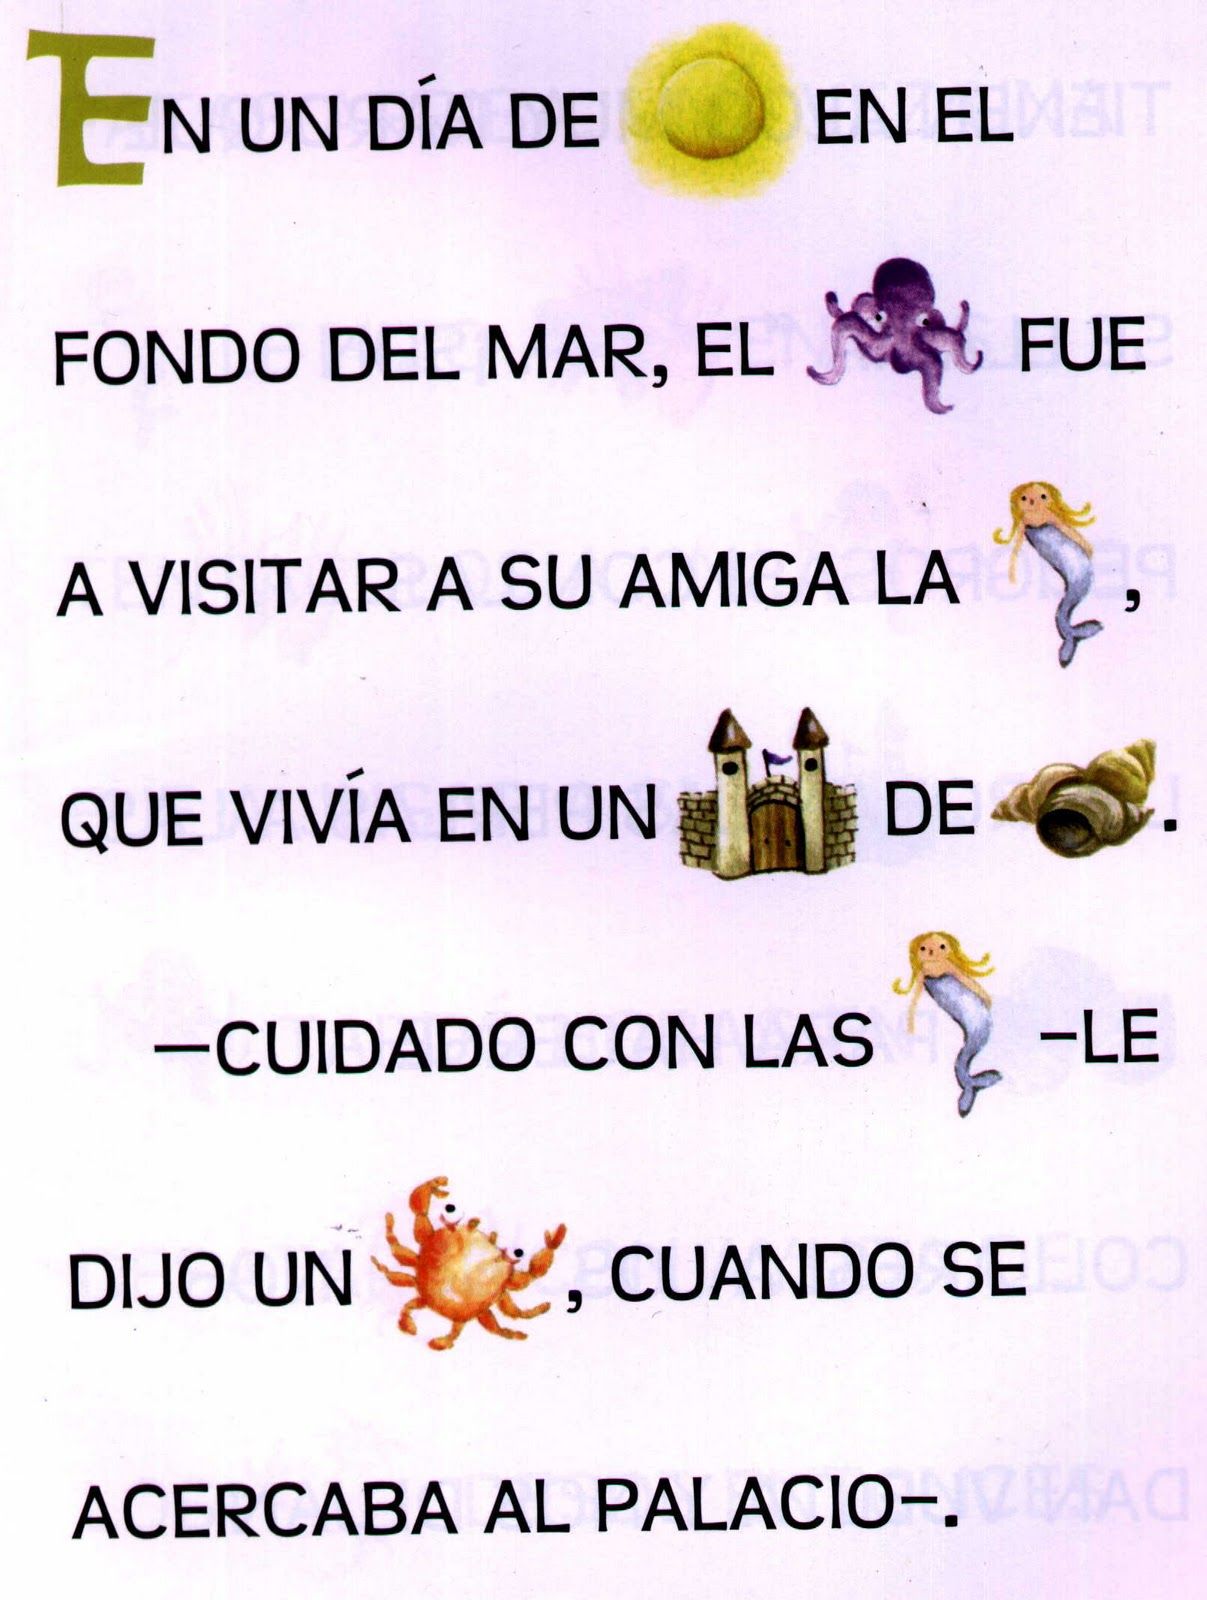 EN UN DÍA DE EN EL
FONDO DEL MAR, EL FUE
A VISITAR A SU AMIGA LA ,
QUE VIVÍA EN UN DE .
—CUIDADO CON LAS –LE
DIJO UN , CUANDO SE
ACERCABA AL PALACIO–.